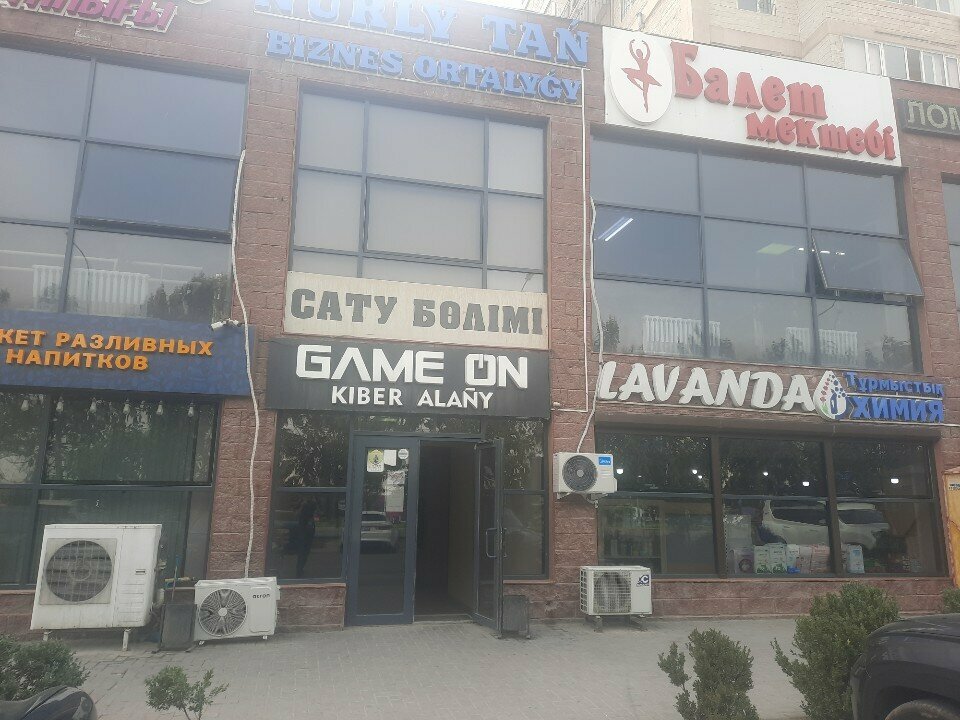 NURLY TAŃ
BIZNES ORTALYǴY
Балет
мектебі
САТУ БӨЛІМІ
КЕТ РАЗЛИВНЫХ
НАПИТКОВ
GAME ON
KIBER ALAŃY
LAVANDA
Тұрмыстық
ХИМИЯ